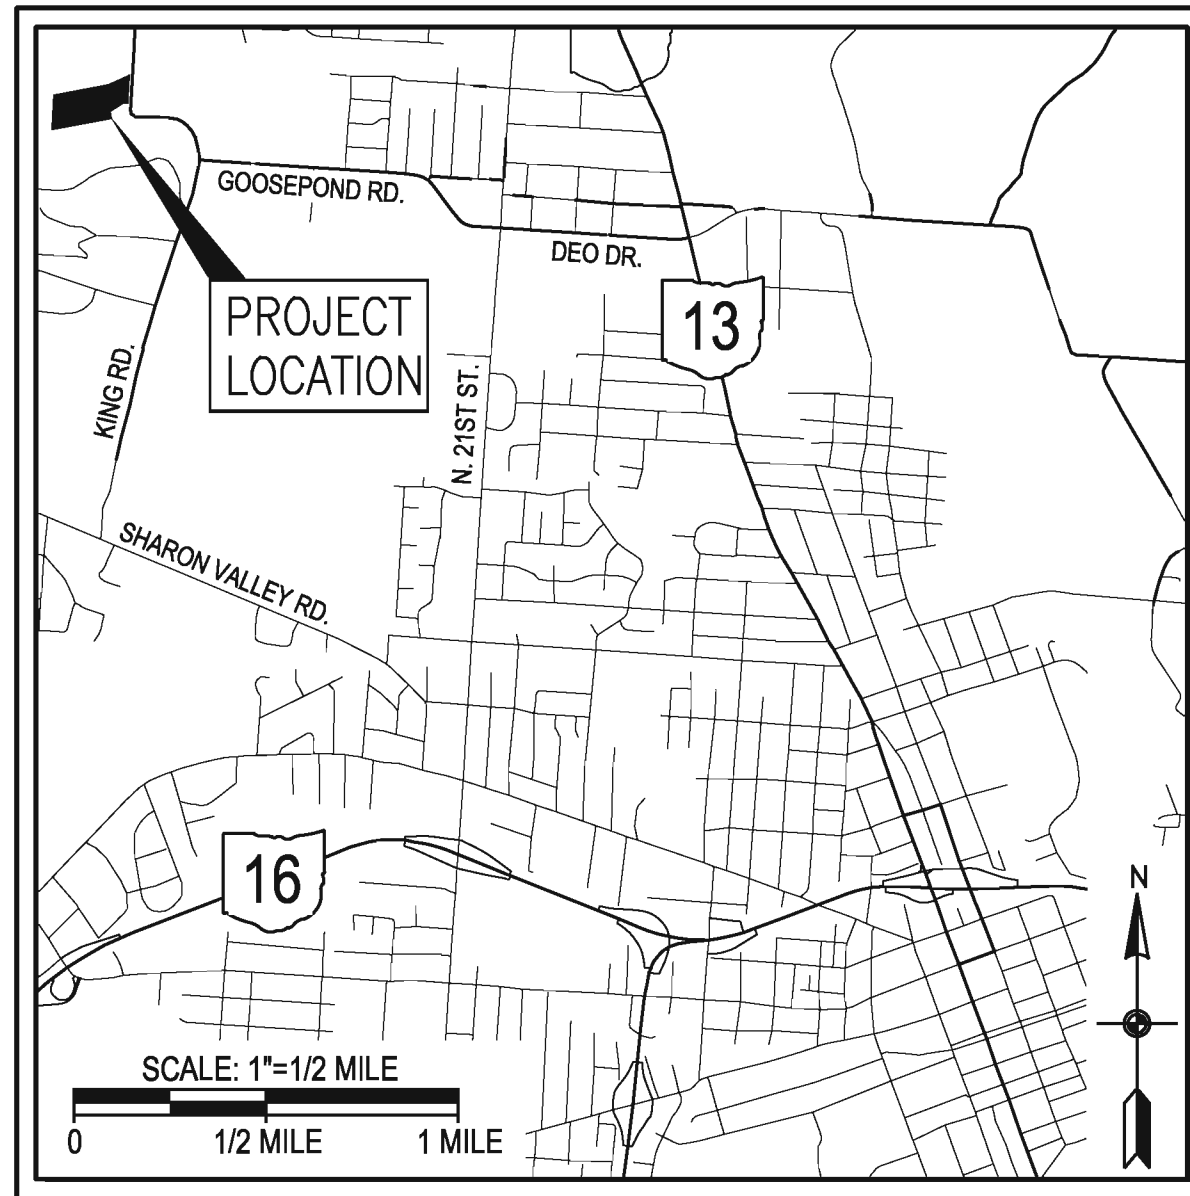 GOOSEPOND RD.
DEO DR.
PROJECT
LOCATION
13
KING RD.
N. 21ST ST.
SHARON VALLEY RD.
16
N
SCALE: 1"=1/2 MILE
0 1/2 MILE 1 MILE